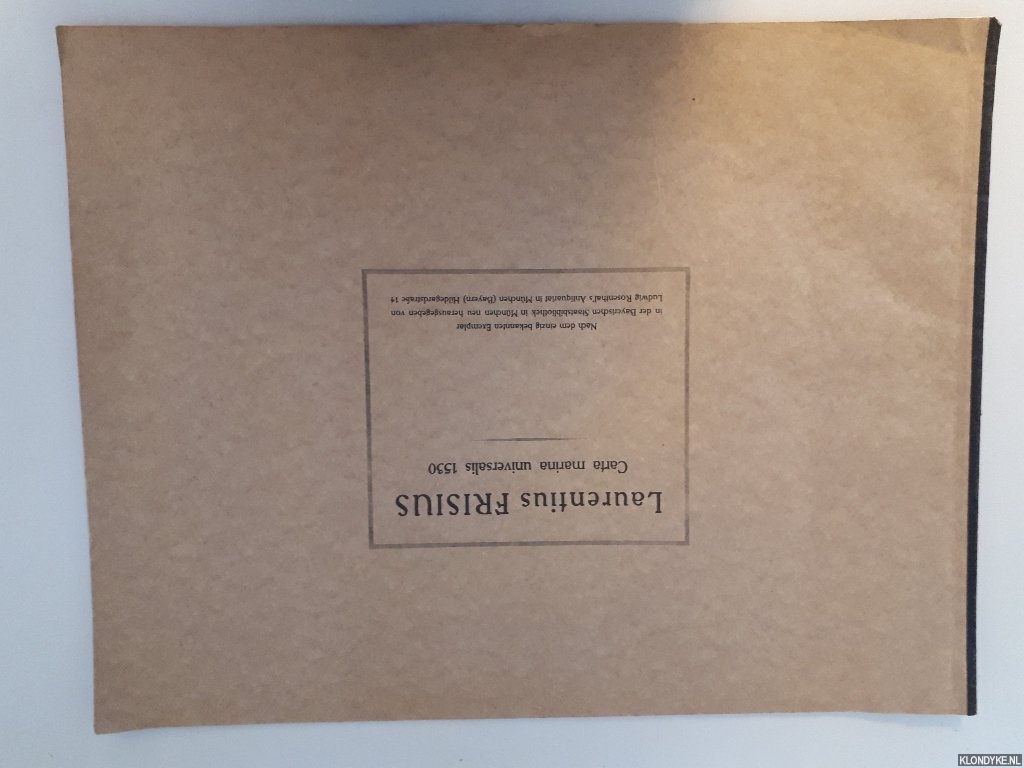 Laurentius FRISIUS
Carta marina universalis 1530
Nach dem einzig bekannten Exemplar
in der Bayerischen Staatsbibliothek in München neu herausgegeben von
Ludwig Rosenthal's Antiquariat in München (Bayern) Hildegardstraße 14
KLONDYKE.NL